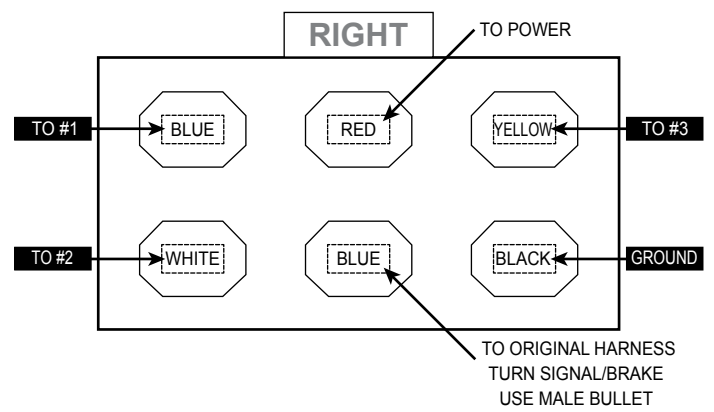 RIGHT
TO POWER
TO #1
BLUE
RED
YELLOW
TO #3
TO #2
WHITE
BLUE
BLACK
GROUND
TO ORIGINAL HARNESS
TURN SIGNAL/BRAKE
USE MALE BULLET